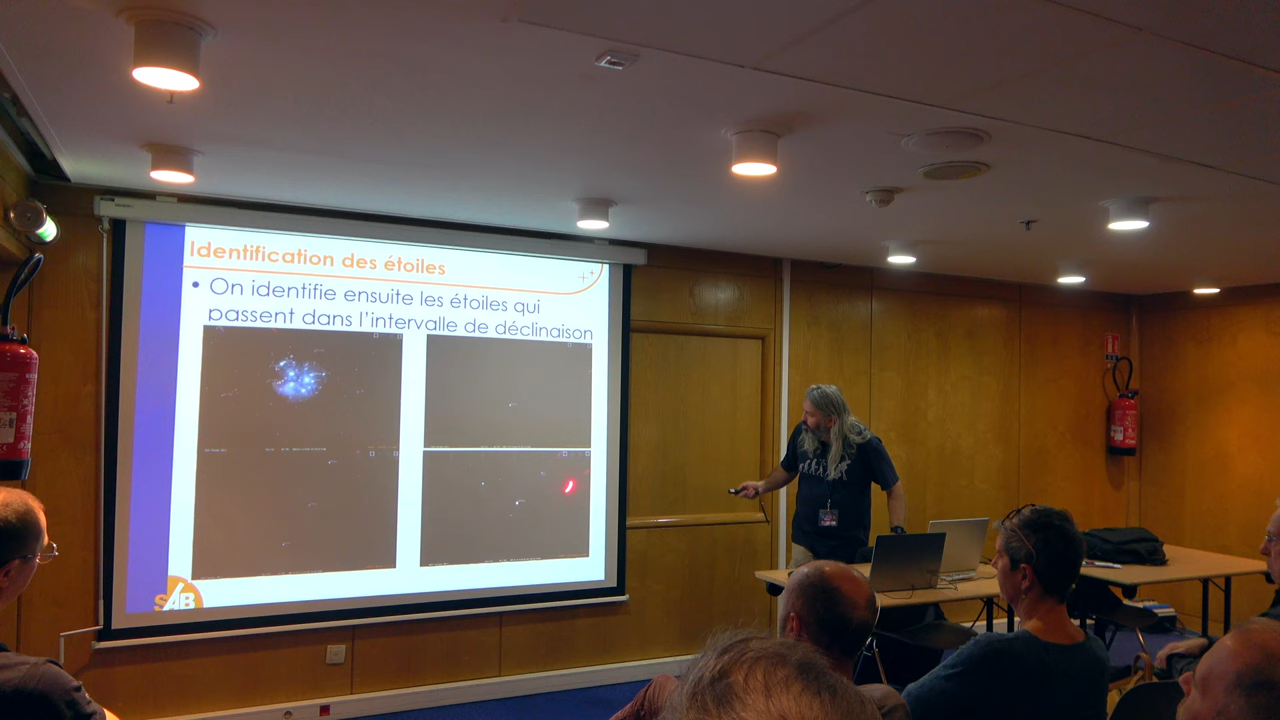 Identification des étoiles
• On identifie ensuite les étoiles qui
passent dans l'intervalle de déclinaison
SAB